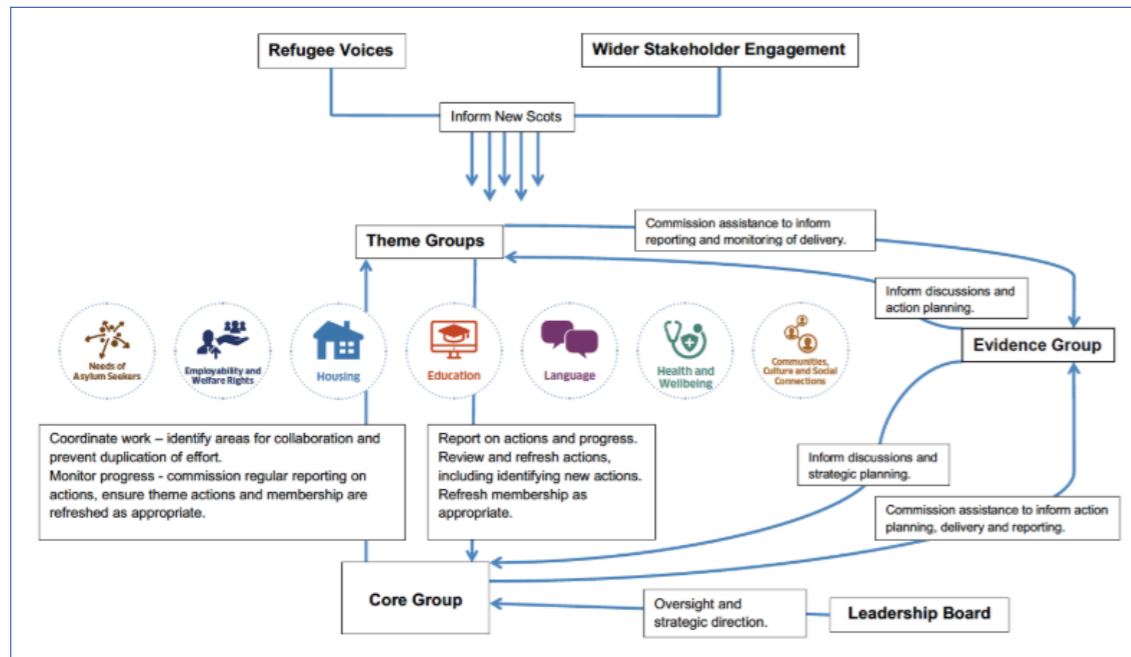 Refugee Voices
Wider Stakeholder Engagement
Inform New Scots
Theme Groups
Commission assistance to inform
reporting and monitoring of delivery.
Inform discussions and
action planning.
Evidence Group
Needs of
Asylum Seekers
Employability and
Welfare Rights
Housing
Education
Language
Health and
Wellbeing
Communities,
Culture and Social
Connections
Coordinate work – identify areas for collaboration and
prevent duplication of effort.
Monitor progress - commission regular reporting on
actions, ensure theme actions and membership are
refreshed as appropriate.
Report on actions and progress.
Review and refresh actions,
including identifying new actions.
Refresh membership as
appropriate.
Inform discussions and
strategic planning.
Commission assistance to inform action
planning, delivery and reporting.
Core Group
Oversight and
strategic direction.
Leadership Board